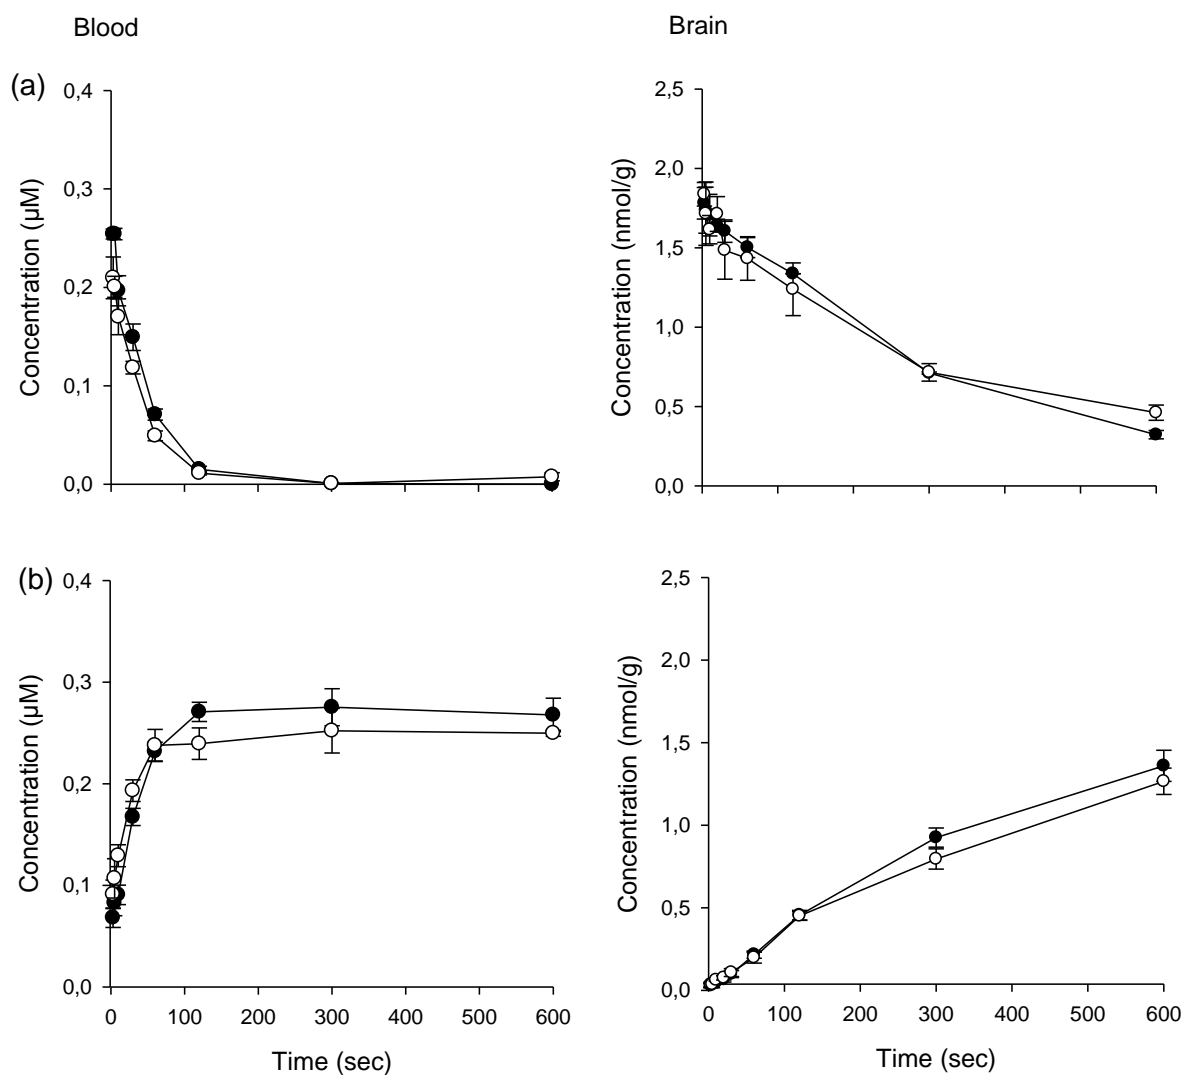 Blood
Brain
(a)
Concentration (µM)
0,4
0,3
0,2
0,1
0,0
Concentration (nmol/g)
2,5
2,0
1,5
1,0
0,5
0,0
(b)
Concentration (µM)
0,4
0,3
0,2
0,1
0,0
0 100 200 300 400 500 600
Time (sec)
Concentration (nmol/g)
2,5
2,0
1,5
1,0
0,5
0,0
0 100 200 300 400 500 600
Time (sec)